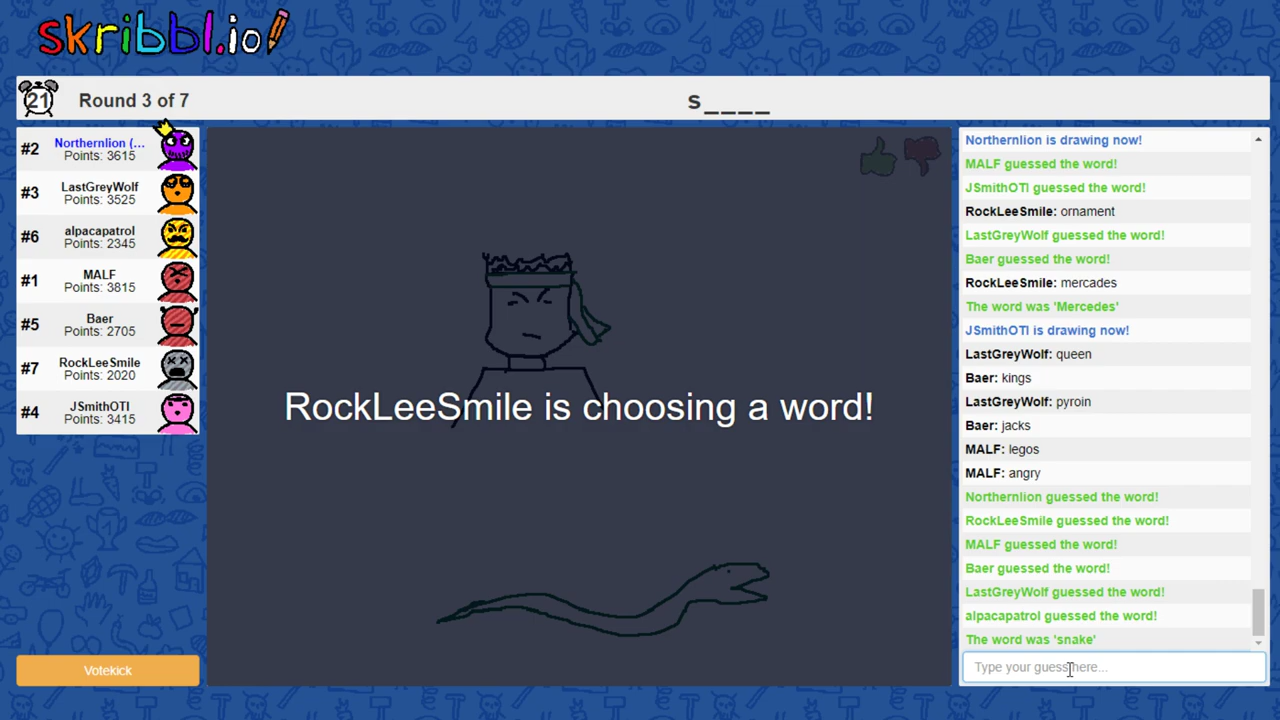 skribbl.io
21
Round 3 of 7
s____
#2
Northernlion (...
Points: 3615
#3
LastGreyWolf
Points: 3525
#6
alpacapatrol
Points: 2345
#1
MALF
Points: 3815
#5
Baer
Points: 2705
#7
RockLeeSmile
Points: 2020
#4
JSmithOTI
Points: 3415
Votekick
RockLeeSmile is choosing a word!
Northernlion is drawing now!
MALF guessed the word!
JSmithOTI guessed the word!
RockLeeSmile: ornament
LastGreyWolf guessed the word!
Baer guessed the word!
RockLeeSmile: mercades
The word was 'Mercedes'
JSmithOTI is drawing now!
LastGreyWolf: queen
Baer: kings
LastGreyWolf: pyroin
Baer: jacks
MALF: legos
MALF: angry
Northernlion guessed the word!
RockLeeSmile guessed the word!
MALF guessed the word!
Baer guessed the word!
LastGreyWolf guessed the word!
alpacapatrol guessed the word!
The word was 'snake'
Type your guess here...